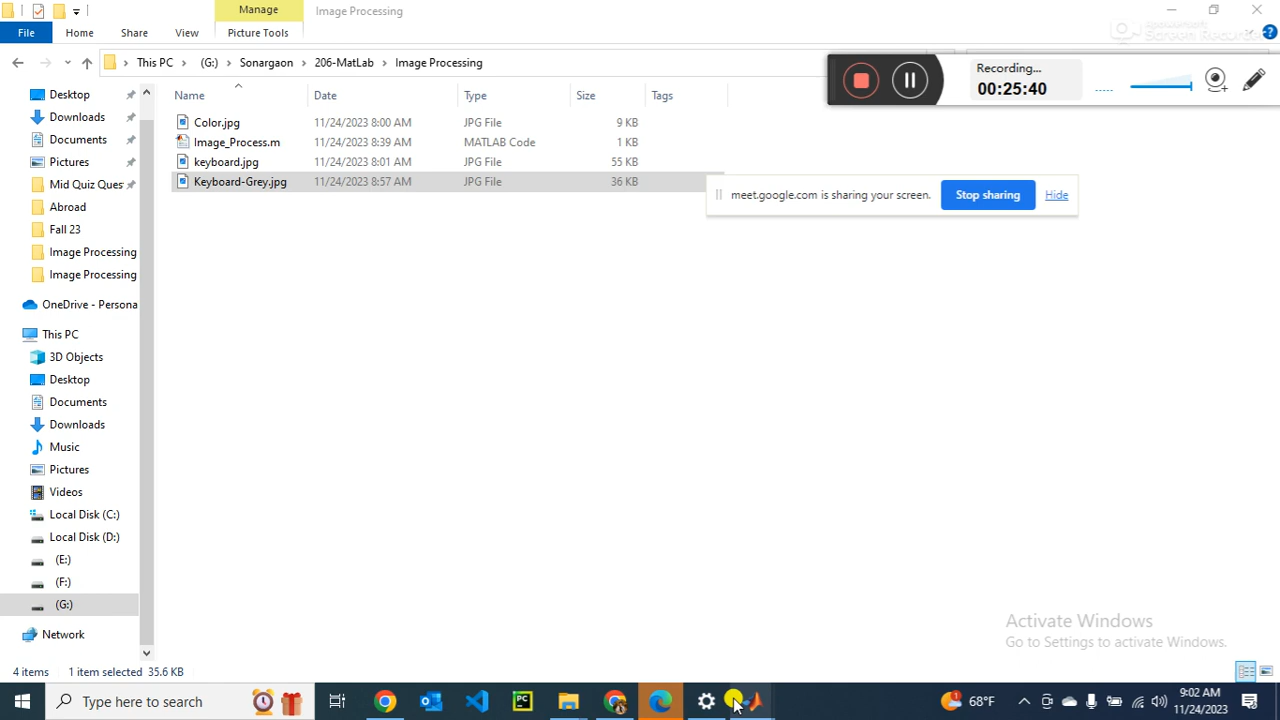 Manage
Image Processing
File
Home
Share
View
Picture Tools
This PC
(G:)
Sonargaon
206-MatLab
Image Processing
Recording...
00:25:40
Name
Date
Type
Size
Tags
Color.jpg
11/24/2023 8:00 AM
JPG File
9 KB
Image_Process.m
11/24/2023 8:39 AM
MATLAB Code
1 KB
keyboard.jpg
11/24/2023 8:01 AM
JPG File
55 KB
Keyboard-Grey.jpg
11/24/2023 8:57 AM
JPG File
36 KB
meet.google.com is sharing your screen.
Stop sharing
Hide
Desktop
Downloads
Documents
Pictures
Mid Quiz Ques
Abroad
Fall 23
Image Processing
Image Processing
OneDrive - Persona
This PC
3D Objects
Desktop
Documents
Downloads
Music
Pictures
Videos
Local Disk (C:)
Local Disk (D:)
(E:)
(F:)
(G:)
Network
Activate Windows
Go to Settings to activate Windows.
4 items
1 item selected 35.6 KB
Type here to search
68°F
9:02 AM
11/24/2023